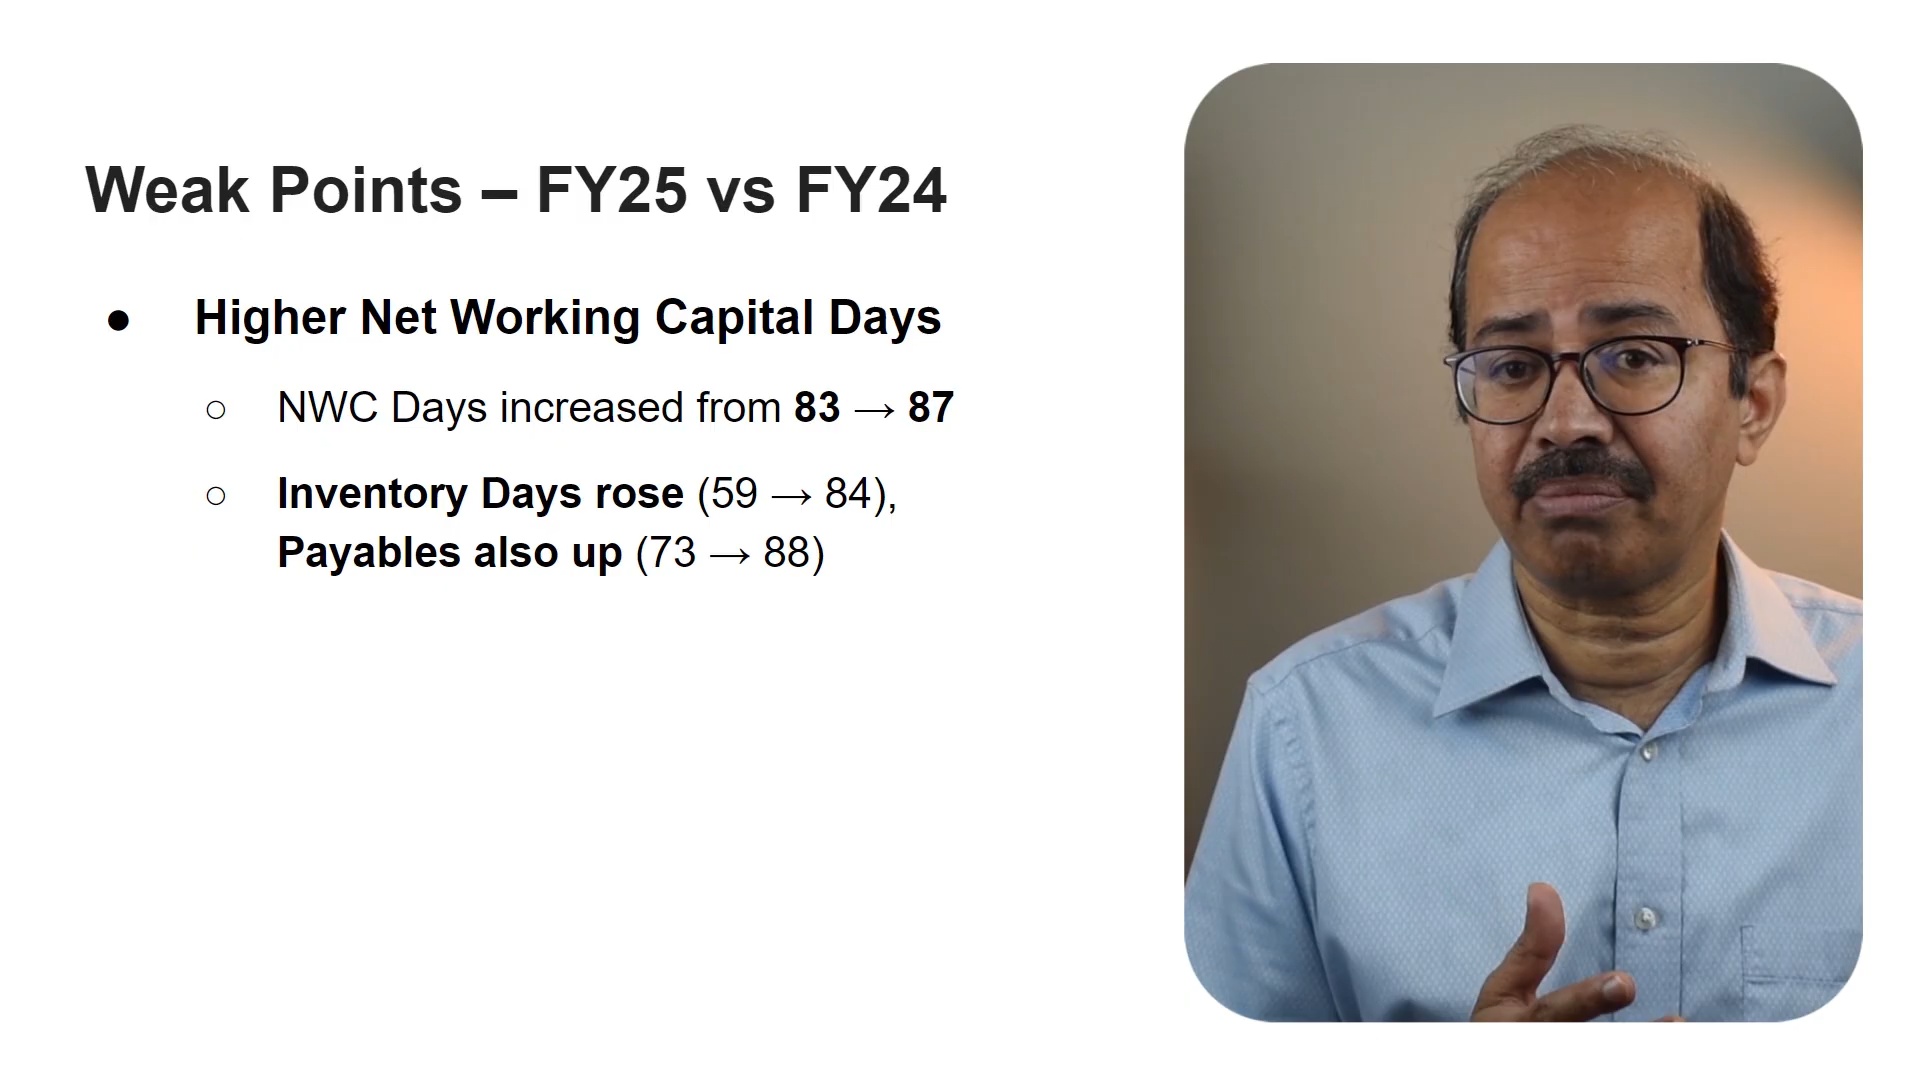 Weak Points – FY25 vs FY24
● Higher Net Working Capital Days
○ NWC Days increased from 83 → 87
○ Inventory Days rose (59 → 84),
Payables also up (73 → 88)